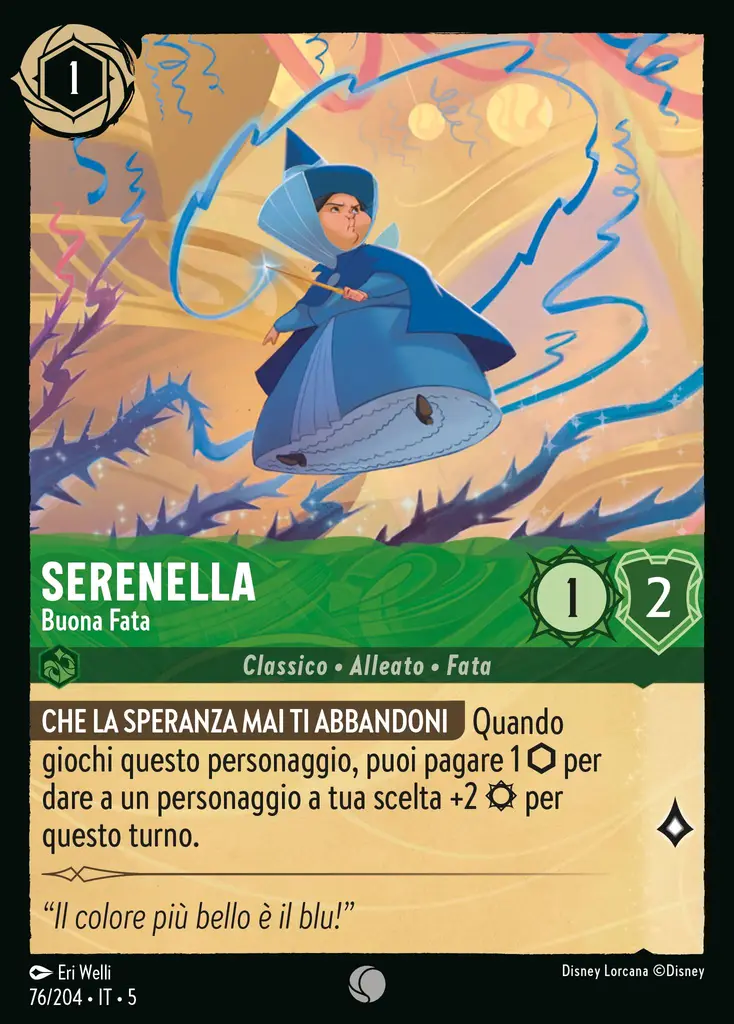 1
SERENELLA
Buona Fata
1
2
Classico • Alleato • Fata
CHE LA SPERANZA MAI TI ABBANDONI Quando
giochi questo personaggio, puoi pagare 1 ⬡ per
dare a un personaggio a tua scelta +2 ¤ per
questo turno.
“Il colore più bello è il blu!”
Eri Welli
Disney Lorcana ©Disney
76/204 • IT • 5